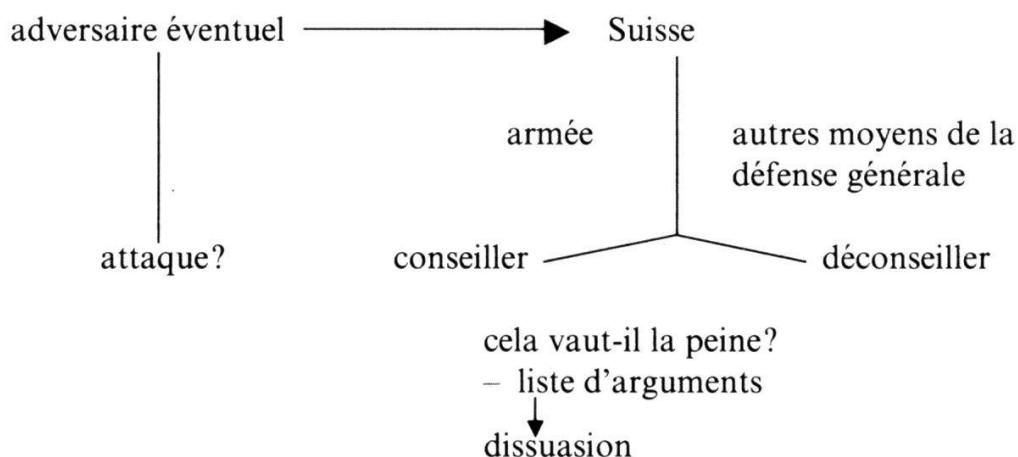 adversaire éventuel Suisse
armée autres moyens de la
défense générale
attaque? conseiller déconseiller
cela vaut-il la peine?
– liste d'arguments
dissuasion